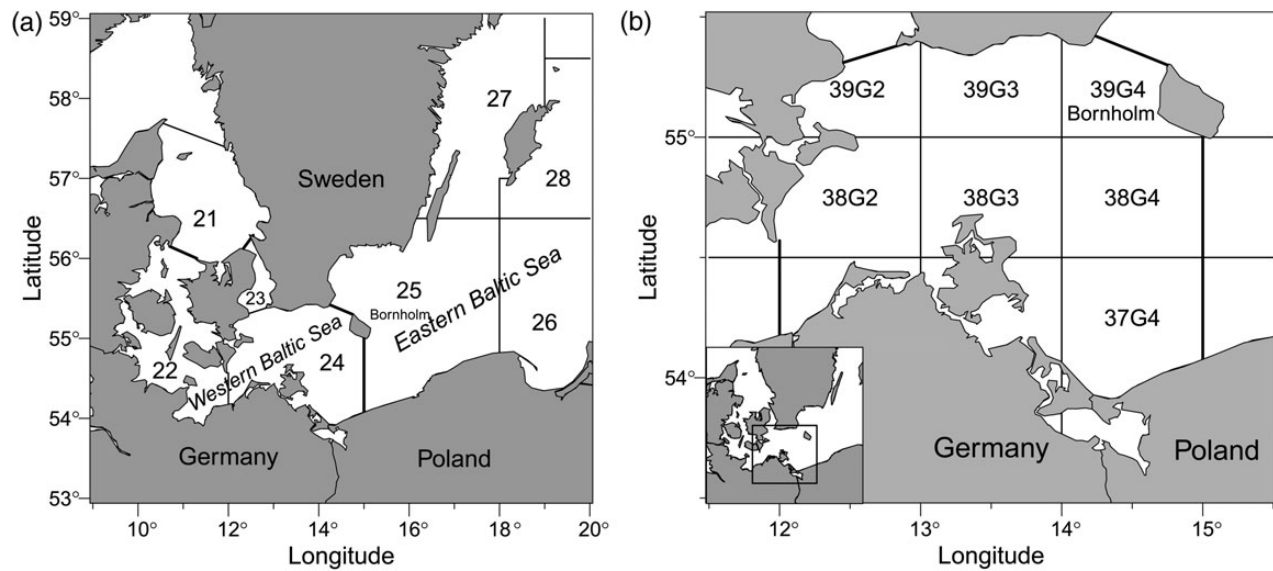 (a)
59°
58°
57°
56°
55°
54°
53°
Latitude
10°
12°
14°
16°
18°
20°
Longitude
27
28
Sweden
21
23
25
Bornholm
Eastern Baltic Sea
26
22
Western Baltic Sea
24
Germany
Poland
(b)
55°
54°
Latitude
12°
13°
14°
15°
Longitude
39G2
39G3
39G4
Bornholm
38G2
38G3
38G4
37G4
Germany
Poland